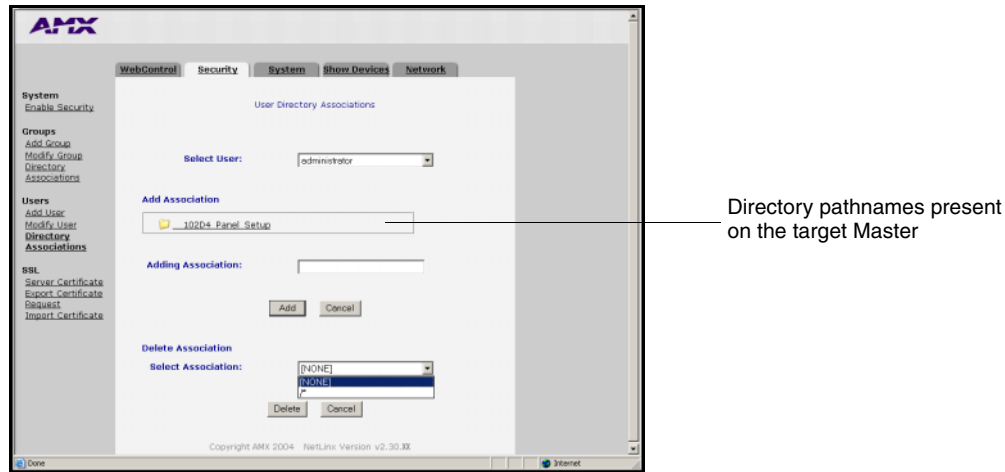 AMX
WebControl Security System Show Devices Network
System
Enable Security
Groups
Add Group
Modify Group
Directory
Associations
Users
Add User
Modify User
Directory
Associations
SSL
Server Certificate
Export Certificate
Request
Import Certificate
User Directory Associations
Select User: administrator
Add Association
__102D4_Panel_Setup
Adding Association:
Add Cancel
Delete Association
Select Association: [NONE]
[NONE]
/*
Delete Cancel
Copyright AMX 2004 NetLinx Version v2.30.XX
Done Internet
Directory pathnames present
on the target Master